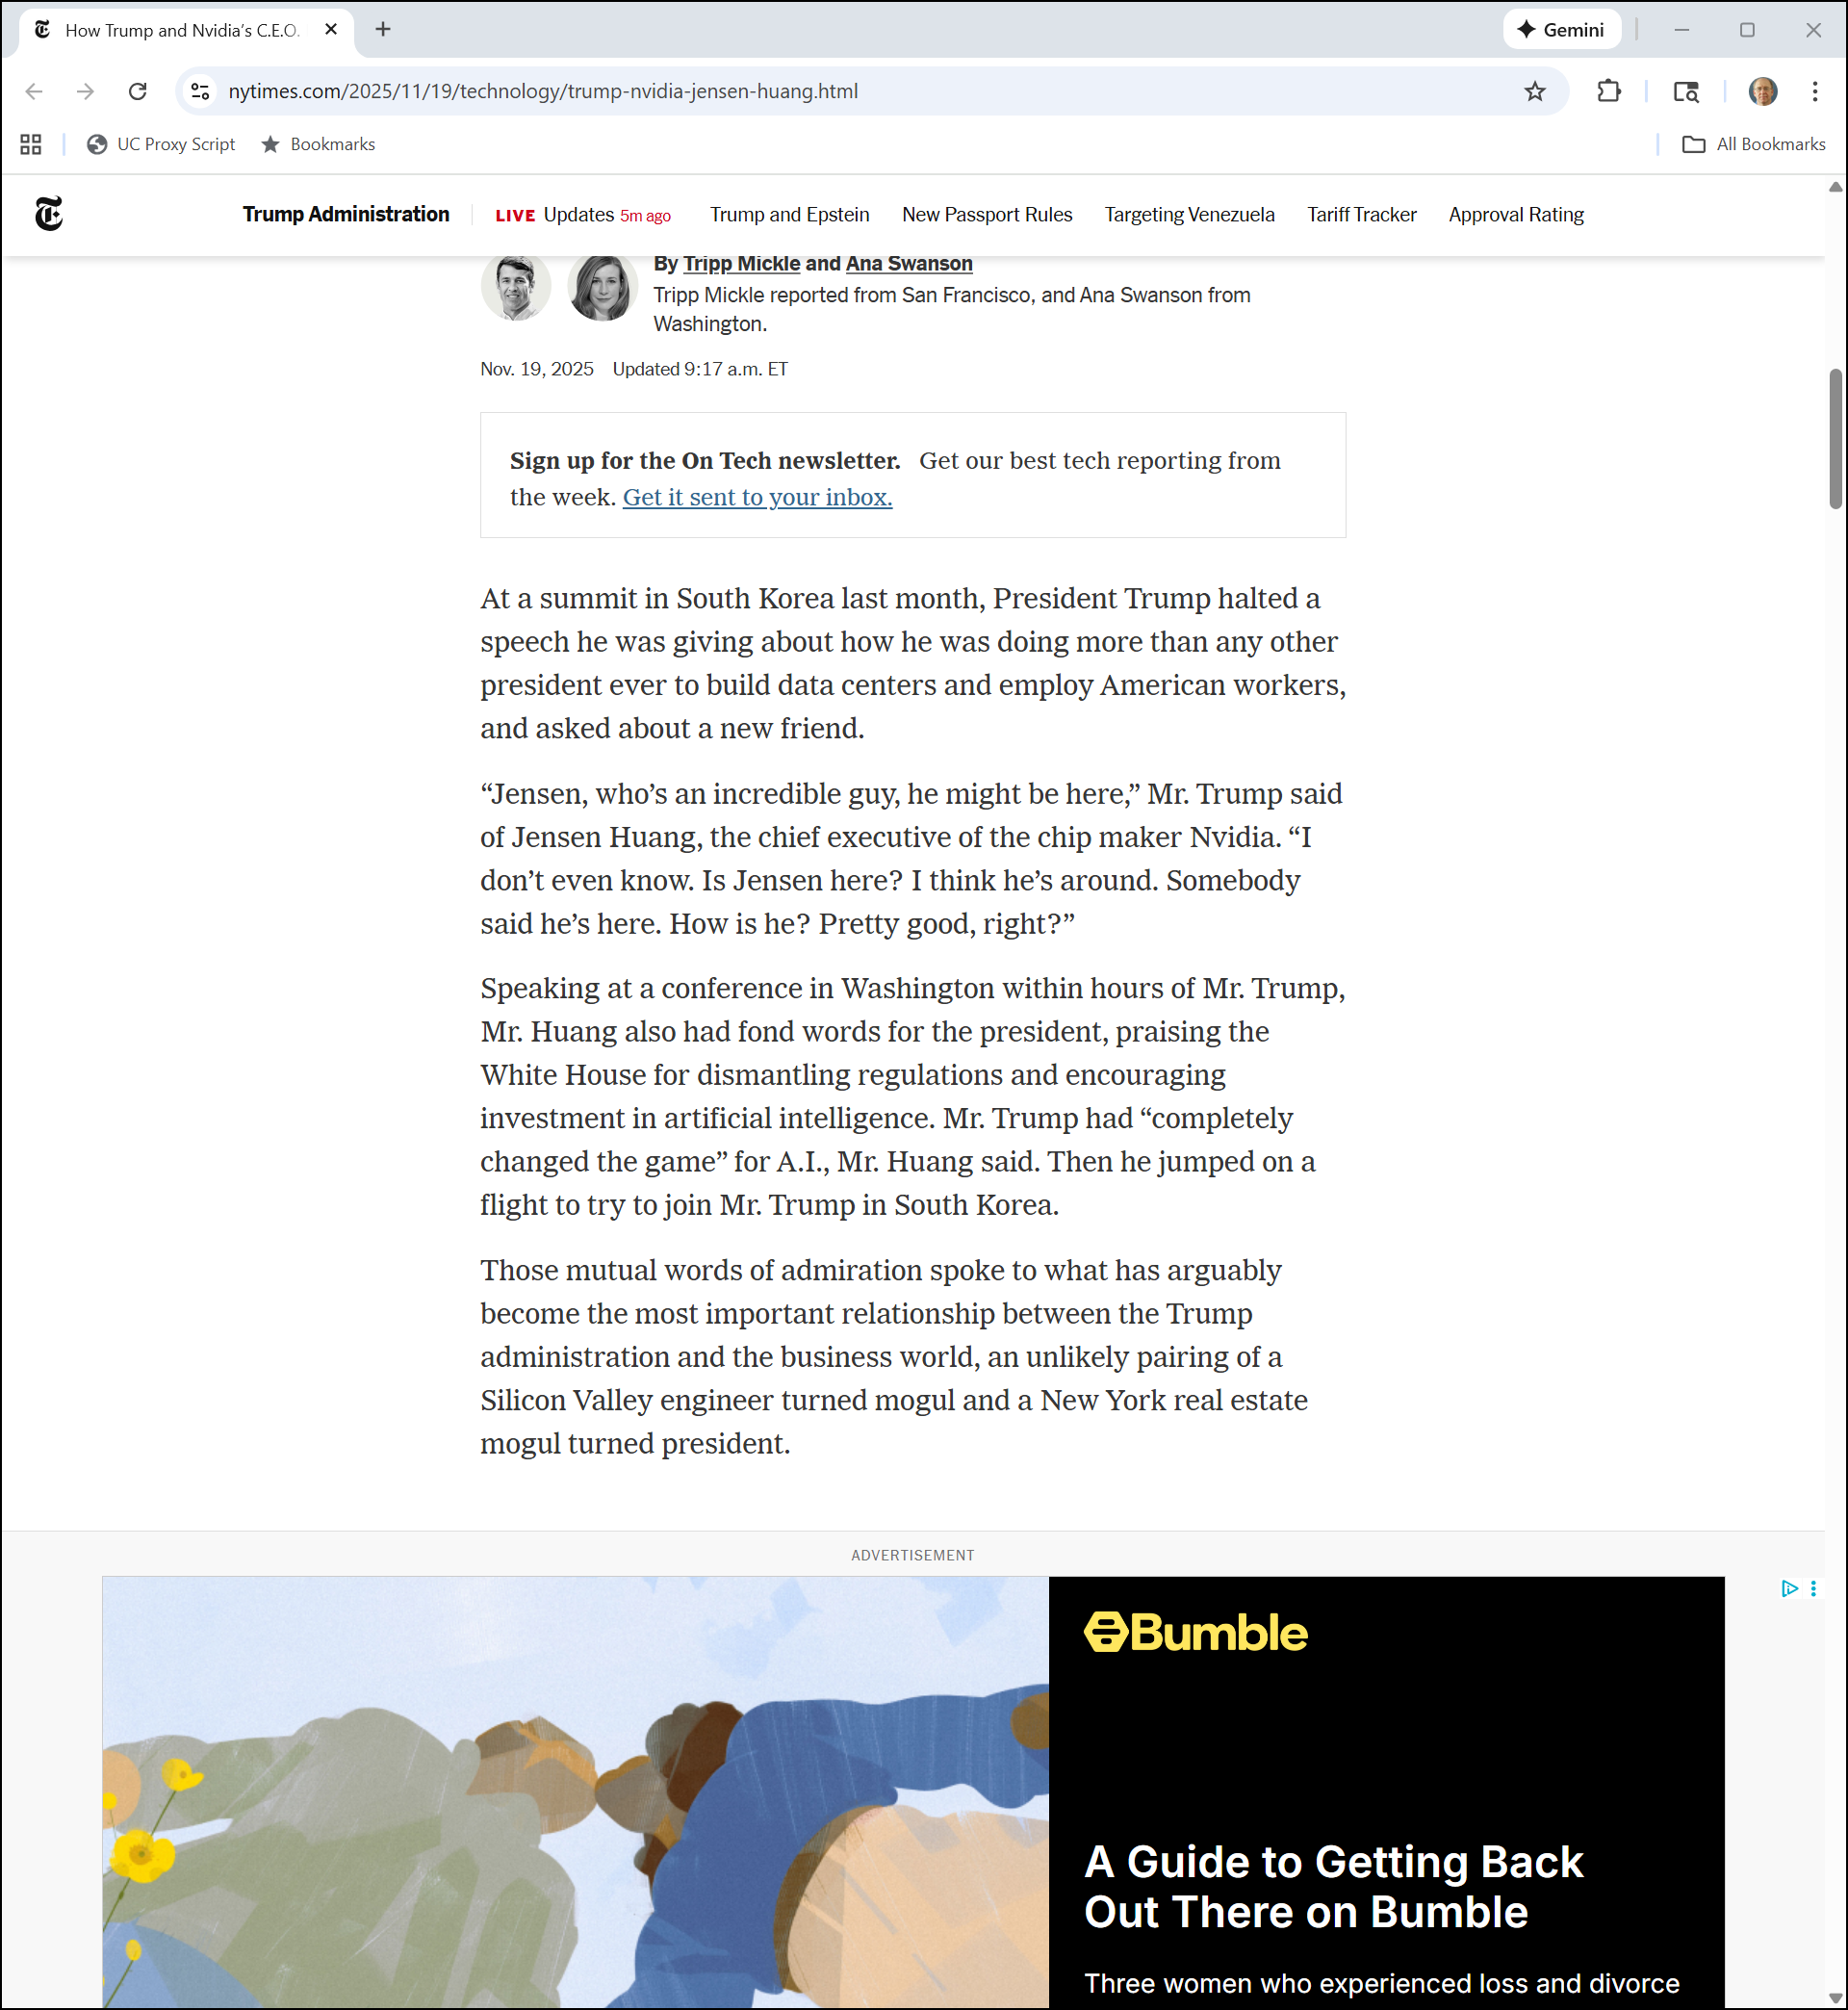 How Trump and Nvidia’s C.E.O.
Gemini
nytimes.com/2025/11/19/technology/trump-nvidia-jensen-huang.html
UC Proxy Script
Bookmarks
All Bookmarks
Trump Administration
LIVE Updates 5m ago
Trump and Epstein
New Passport Rules
Targeting Venezuela
Tariff Tracker
Approval Rating
By Tripp Mickle and Ana Swanson
Tripp Mickle reported from San Francisco, and Ana Swanson from
Washington.
Nov. 19, 2025 Updated 9:17 a.m. ET
Sign up for the On Tech newsletter. Get our best tech reporting from
the week. Get it sent to your inbox.
At a summit in South Korea last month, President Trump halted a
speech he was giving about how he was doing more than any other
president ever to build data centers and employ American workers,
and asked about a new friend.
“Jensen, who’s an incredible guy, he might be here,” Mr. Trump said
of Jensen Huang, the chief executive of the chip maker Nvidia. “I
don’t even know. Is Jensen here? I think he’s around. Somebody
said he’s here. How is he? Pretty good, right?”
Speaking at a conference in Washington within hours of Mr. Trump,
Mr. Huang also had fond words for the president, praising the
White House for dismantling regulations and encouraging
investment in artificial intelligence. Mr. Trump had “completely
changed the game” for A.I., Mr. Huang said. Then he jumped on a
flight to try to join Mr. Trump in South Korea.
Those mutual words of admiration spoke to what has arguably
become the most important relationship between the Trump
administration and the business world, an unlikely pairing of a
Silicon Valley engineer turned mogul and a New York real estate
mogul turned president.
ADVERTISEMENT
Bumble
A Guide to Getting Back
Out There on Bumble
Three women who experienced loss and divorce